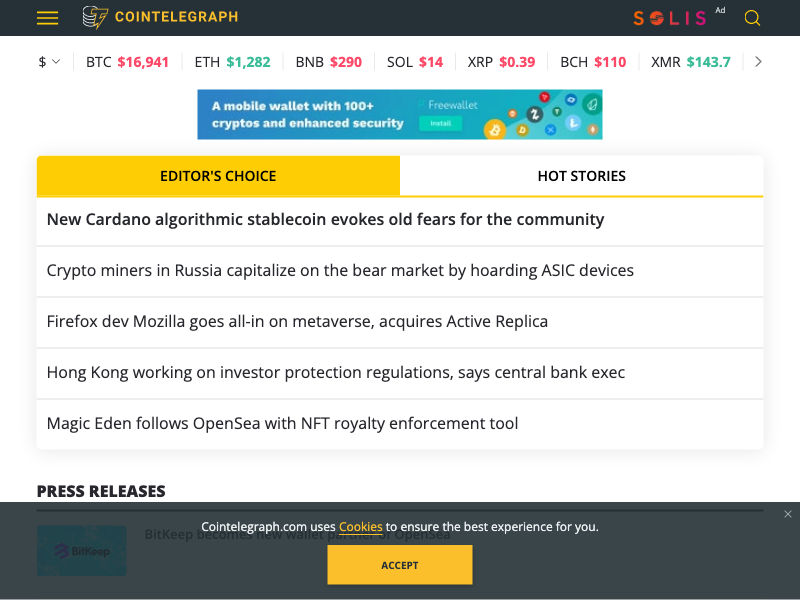 COINTELEGRAPH
SOLIS Ad
$ BTC $16,941 ETH $1,282 BNB $290 SOL $14 XRP $0.39 BCH $110 XMR $143.7
A mobile wallet with 100+
cryptos and enhanced security
Freewallet
Install
EDITOR'S CHOICE HOT STORIES
New Cardano algorithmic stablecoin evokes old fears for the community
Crypto miners in Russia capitalize on the bear market by hoarding ASIC devices
Firefox dev Mozilla goes all-in on metaverse, acquires Active Replica
Hong Kong working on investor protection regulations, says central bank exec
Magic Eden follows OpenSea with NFT royalty enforcement tool
PRESS RELEASES
Cointelegraph.com uses Cookies to ensure the best experience for you.
BitKeep becomes new wallet partner of OpenSea
BitKeep
ACCEPT